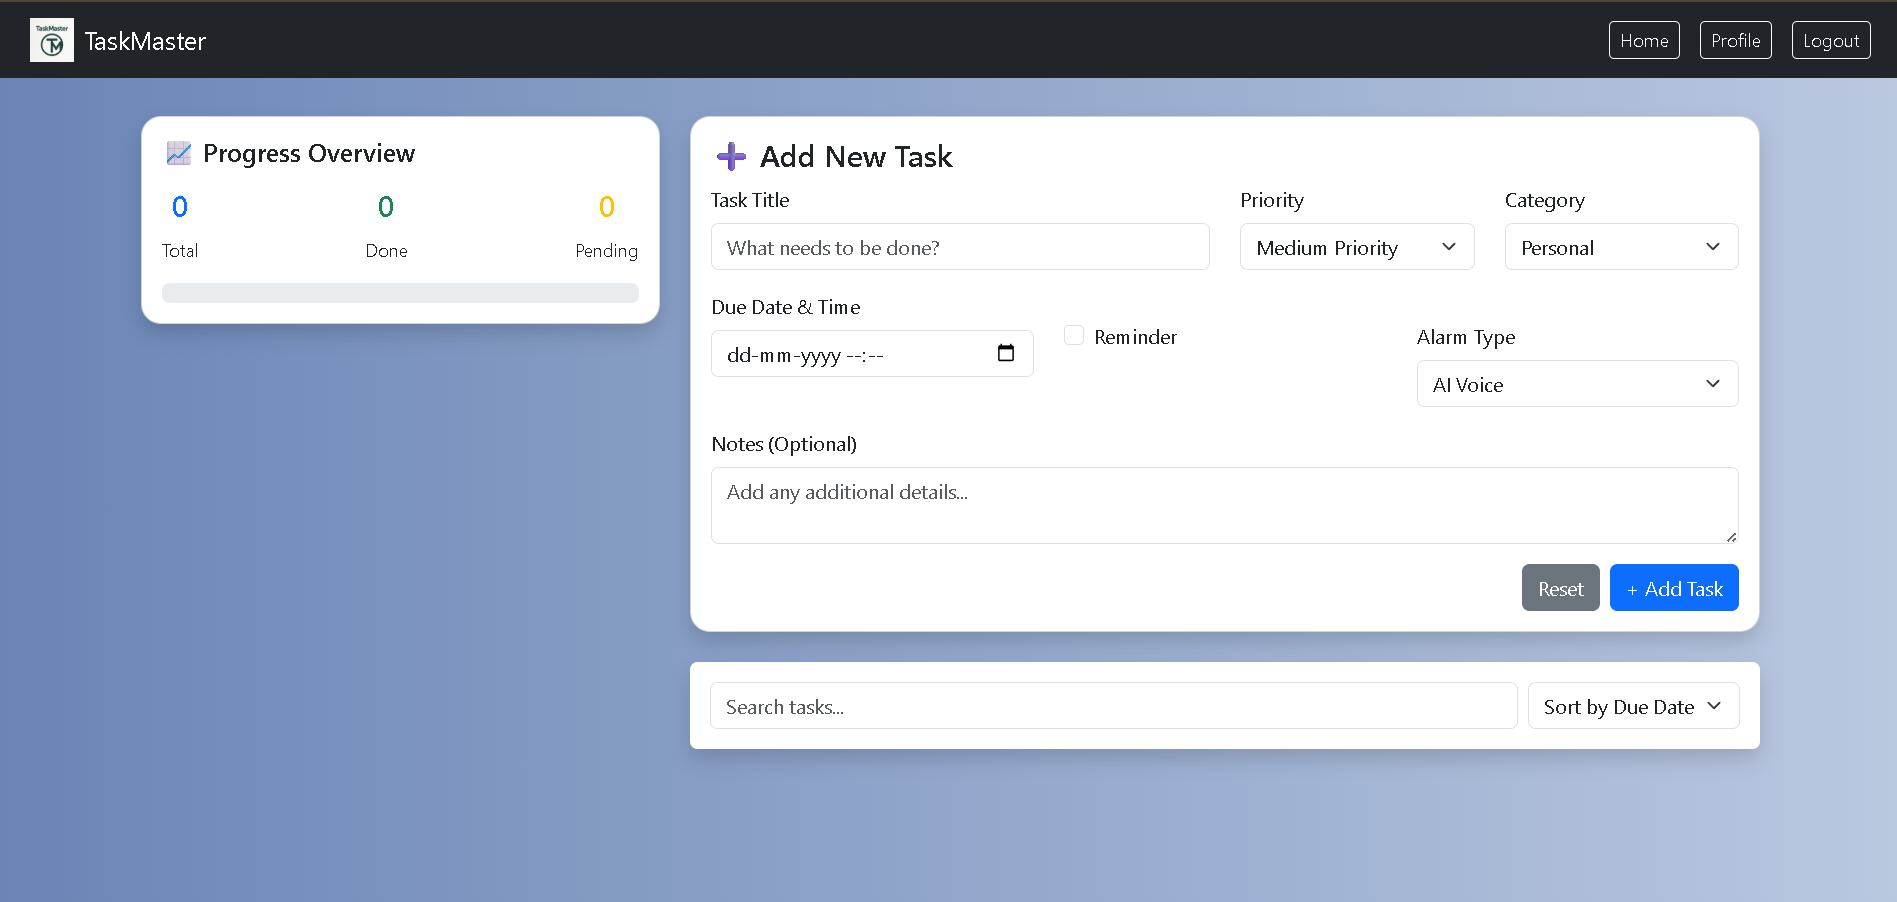 TaskMaster
TM
TaskMaster
Home
Profile
Logout
Progress Overview
0
0
0
Total
Done
Pending
Add New Task
Task Title
Priority
Category
What needs to be done?
Medium Priority
Personal
Due Date & Time
dd-mm-yyyy --:--
Reminder
Alarm Type
AI Voice
Notes (Optional)
Add any additional details...
Reset
+ Add Task
Search tasks...
Sort by Due Date